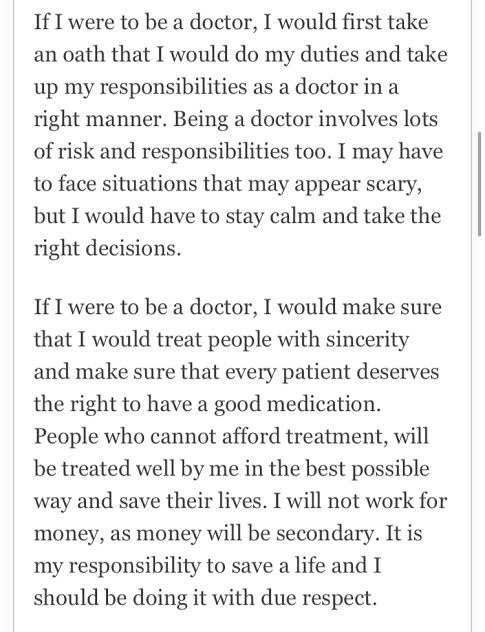 If I were to be a doctor, I would first take
an oath that I would do my duties and take
up my responsibilities as a doctor in a
right manner. Being a doctor involves lots
of risk and responsibilities too. I may have
to face situations that may appear scary,
but I would have to stay calm and take the
right decisions.
If I were to be a doctor, I would make sure
that I would treat people with sincerity
and make sure that every patient deserves
the right to have a good medication.
People who cannot afford treatment, will
be treated well by me in the best possible
way and save their lives. I will not work for
money, as money will be secondary. It is
my responsibility to save a life and I
should be doing it with due respect.